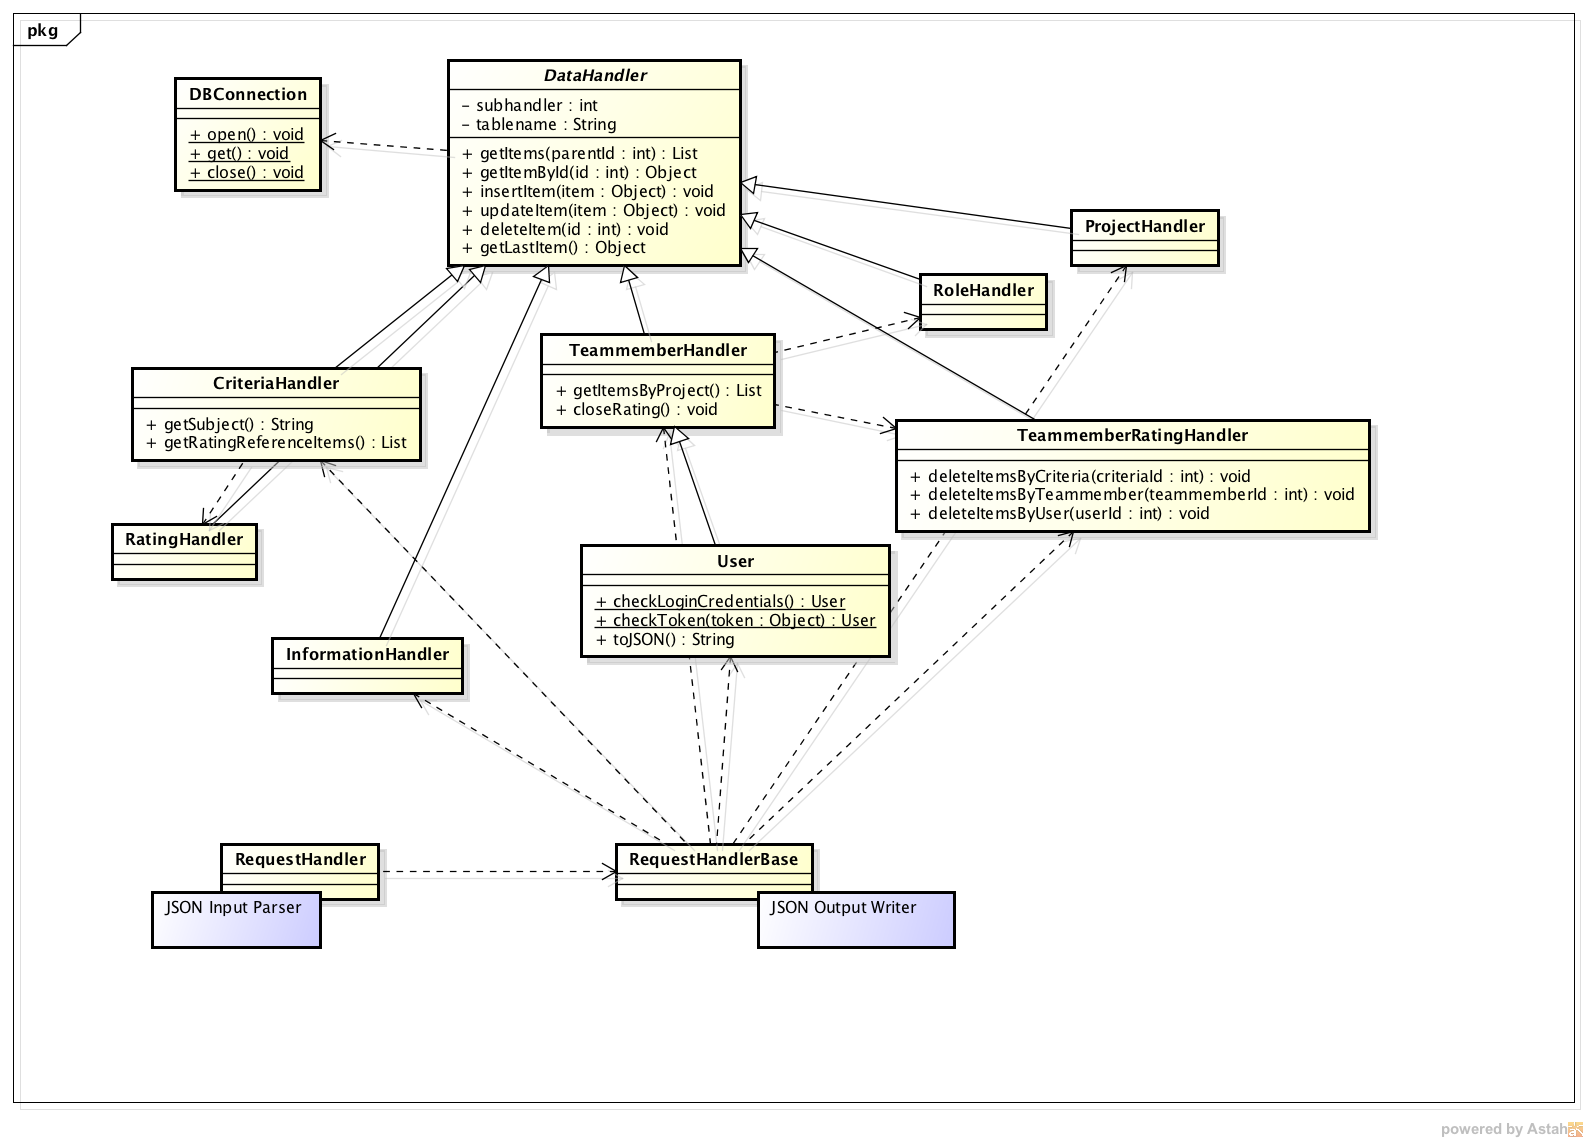 pkg
DBConnection
+ open() : void
+ get() : void
+ close() : void
DataHandler
- subhandler : int
- tablename : String
+ getItems(parentId : int) : List
+ getItemById(id : int) : Object
+ insertItem(item : Object) : void
+ updateItem(item : Object) : void
+ deleteItem(id : int) : void
+ getLastItem() : Object
ProjectHandler
RoleHandler
TeammemberHandler
+ getItemsByProject() : List
+ closeRating() : void
CriteriaHandler
+ getSubject() : String
+ getRatingReferenceItems() : List
TeammemberRatingHandler
+ deleteItemsByCriteria(criteriaId : int) : void
+ deleteItemsByTeammember(teammemberId : int) : void
+ deleteItemsByUser(userId : int) : void
RatingHandler
User
+ checkLoginCredentials() : User
+ checkToken(token : Object) : User
+ toJSON() : String
InformationHandler
RequestHandler
JSON Input Parser
RequestHandlerBase
JSON Output Writer
powered by Astah